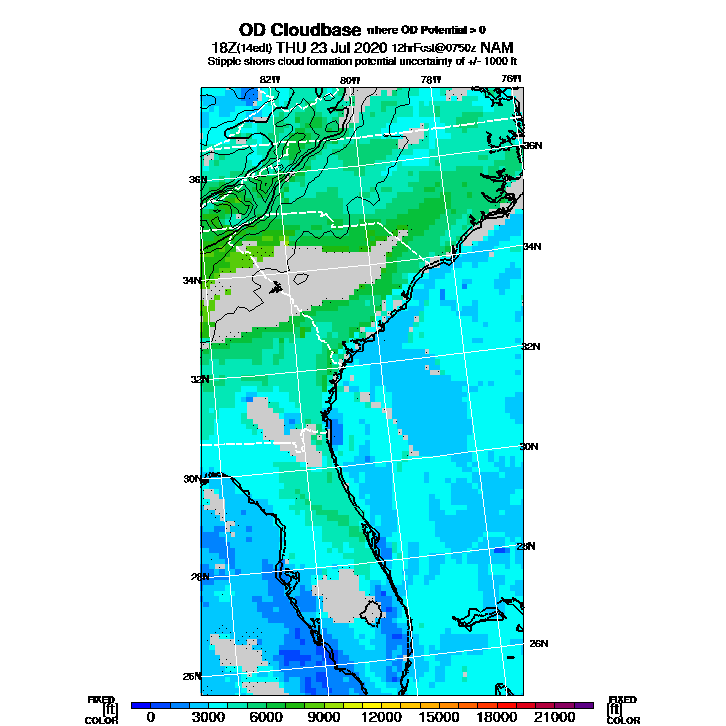 OD Cloudbase where OD Potential > 0
18Z(14edt) THU 23 Jul 2020 12hrFcst@0750z NAM
Stipple shows cloud formation potential uncertainty of +/- 1000 ft
82W 80W 78W 76W
36N
36N
34N
34N
32N
32N
30N
30N
28N
28N
26N
26N
FIXED FIXED
[ft] 0 3000 6000 9000 12000 15000 18000 21000 [ft]
COLOR COLOR